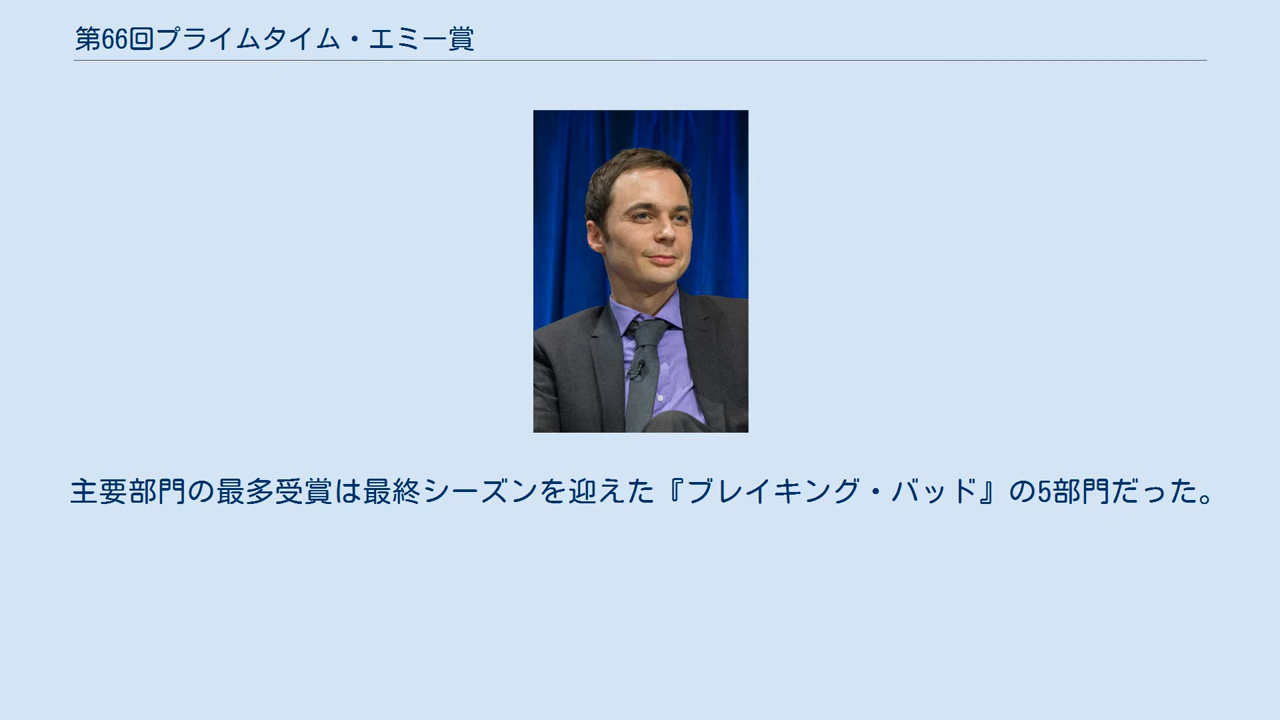 第66回プライムタイム・エミー賞
主要部門の最多受賞は最終シーズンを迎えた『ブレイキング・バッド』の5部門だった。